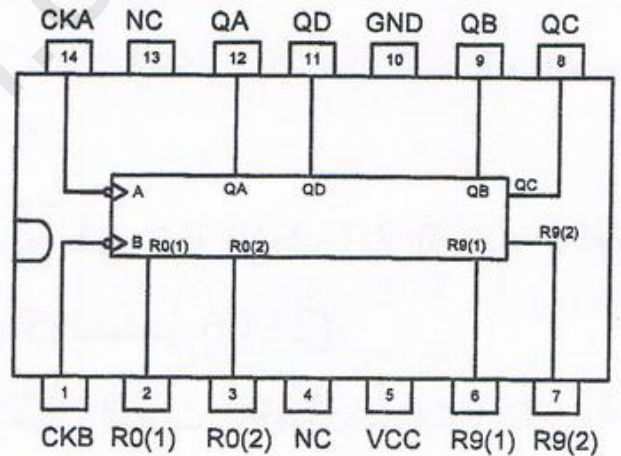 CKA NC QA QD GND QB QC
14 13 12 11 10 9 8
A QA QD QB QC
B R0(1) R0(2) R9(1) R9(2)
1 2 3 4 5 6 7
CKB R0(1) R0(2) NC VCC R9(1) R9(2)